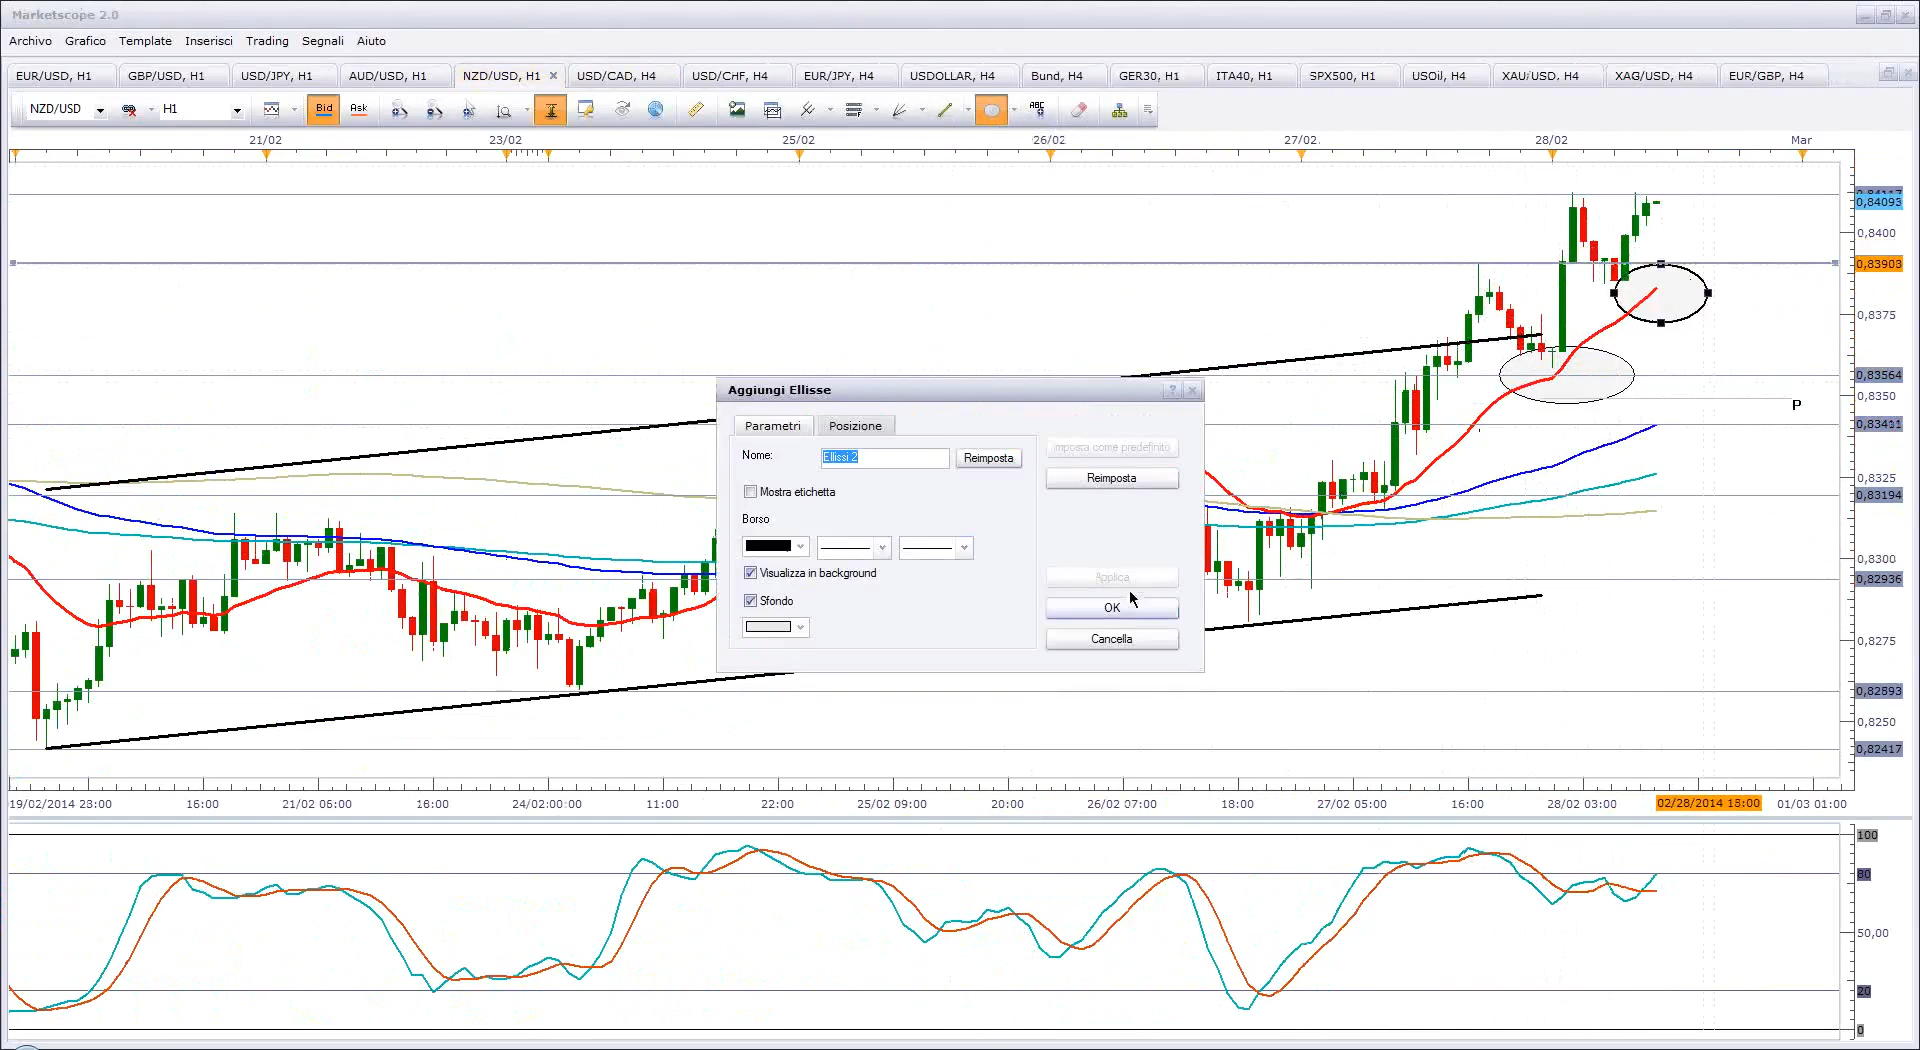 Marketscope 2.0
Archivo Grafico Template Inserisci Trading Segnali Aiuto
EUR/USD, H1 GBP/USD, H1 USD/JPY, H1 AUD/USD, H1 NZD/USD, H1 USD/CAD, H4 USD/CHF, H4 EUR/JPY, H4 USDOLLAR, H4 Bund, H4 GER30, H1 ITA40, H1 SPX500, H1 USOil, H4 XAU/USD, H4 XAG/USD, H4 EUR/GBP, H4
NZD/USD H1 Bid Ask ABC
21/02 23/02 25/02 26/02 27/02 28/02 Mar
0,84117
0,84093
0,8400
0,83903
0,8375
0,83564
0,8350
P
0,83401
0,8325
0,83194
0,8300
0,82936
0,8275
0,82593
0,8250
0,82417
Aggiungi Ellisse
Parametri Posizione
Nome: Ellissi 2 Reimposta
Imposta come predefinito
Reimposta
Mostra etichetta
Borso
Visualizza in background
Sfondo
Applica
OK
Cancella
19/02/2014 23:00 16:00 21/02 05:00 16:00 24/02:00:00 11:00 22:00 25/02 09:00 20:00 26/02 07:00 18:00 27/02 05:00 16:00 28/02 03:00 02/28/2014 15:00 01/03 01:00
100
80
50,00
20
0